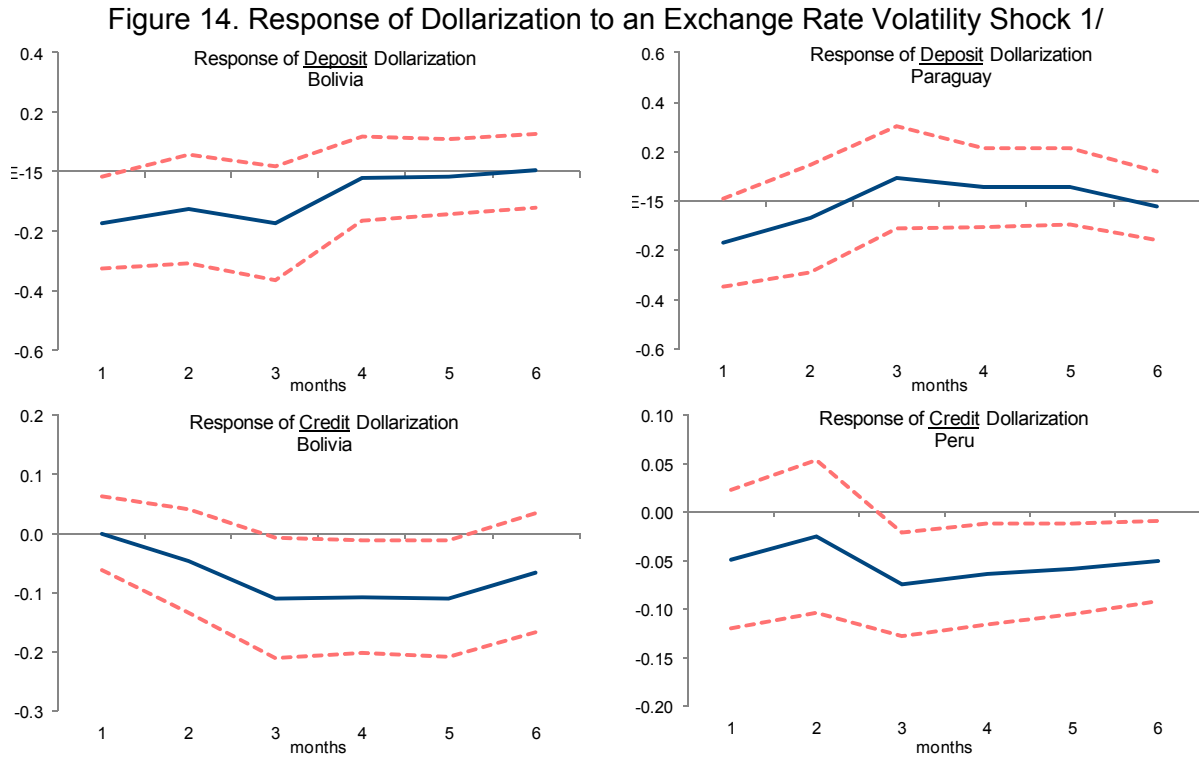 Figure 14. Response of Dollarization to an Exchange Rate Volatility Shock 1/
Response of Deposit Dollarization
Bolivia
0.4
0.2
E-15
-0.2
-0.4
-0.6
1 2 3 4 5 6
months
Response of Deposit Dollarization
Paraguay
0.6
0.4
0.2
E-15
-0.2
-0.4
-0.6
1 2 3 4 5 6
months
Response of Credit Dollarization
Bolivia
0.2
0.1
0.0
-0.1
-0.2
-0.3
1 2 3 4 5 6
months
Response of Credit Dollarization
Peru
0.10
0.05
0.00
-0.05
-0.10
-0.15
-0.20
1 2 3 4 5 6
months